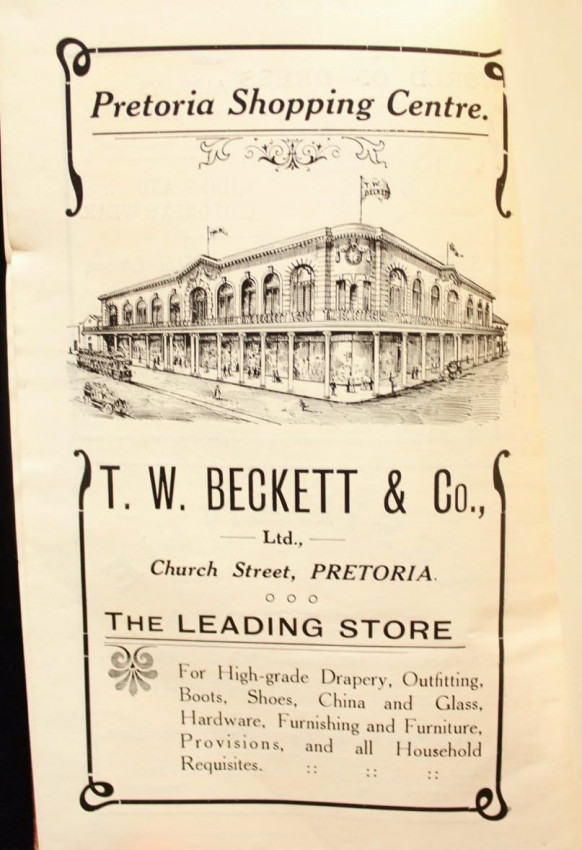 Pretoria Shopping Centre.
T. W.
BECKETT
T. W. BECKETT & Co.,
Ltd.,
Church Street, PRETORIA.
THE LEADING STORE
For High-grade Drapery, Outfitting,
Boots, Shoes, China and Glass,
Hardware, Furnishing and Furniture,
Provisions, and all Household
Requisites. :: :: ::